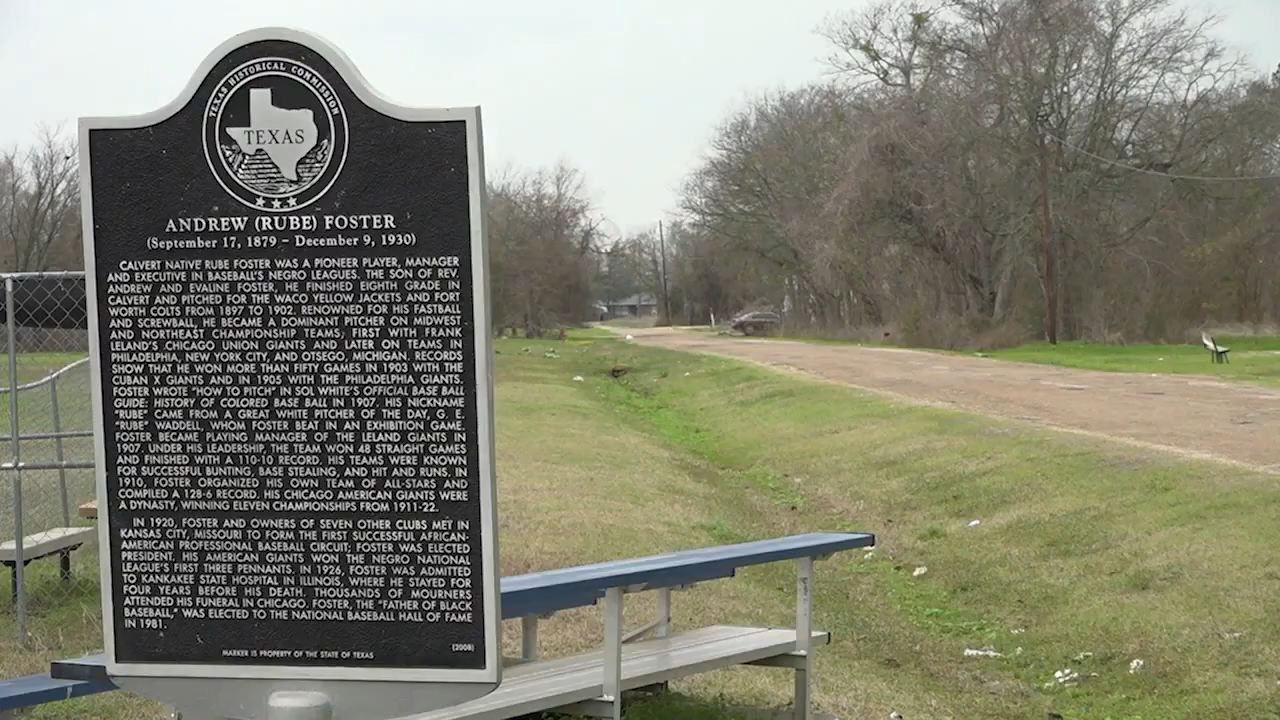 TEXAS HISTORICAL COMMISSION
TEXAS
ANDREW (RUBE) FOSTER
(September 17, 1879 – December 9, 1930)
CALVERT NATIVE RUBE FOSTER WAS A PIONEER PLAYER, MANAGER
AND EXECUTIVE IN BASEBALL'S NEGRO LEAGUES. THE SON OF REV.
ANDREW AND EVALINE FOSTER, HE FINISHED EIGHTH GRADE IN
CALVERT AND PITCHED FOR THE WACO YELLOW JACKETS AND FORT
WORTH COLTS FROM 1897 TO 1902. RENOWNED FOR HIS FASTBALL
AND SCREWBALL, HE BECAME A DOMINANT PITCHER ON MIDWEST
AND NORTHEAST CHAMPIONSHIP TEAMS, FIRST WITH FRANK
LELAND'S CHICAGO UNION GIANTS AND LATER ON TEAMS IN
PHILADELPHIA, NEW YORK CITY, AND OTSEGO, MICHIGAN. RECORDS
SHOW THAT HE WON MORE THAN FIFTY GAMES IN 1903 WITH THE
CUBAN X GIANTS AND IN 1905 WITH THE PHILADELPHIA GIANTS.
FOSTER WROTE "HOW TO PITCH" IN SOL WHITE'S OFFICIAL BASE BALL
GUIDE: HISTORY OF COLORED BASE BALL IN 1907. HIS NICKNAME
"RUBE" CAME FROM A GREAT WHITE PITCHER OF THE DAY, G. E.
"RUBE" WADDELL, WHOM FOSTER BEAT IN AN EXHIBITION GAME.
FOSTER BECAME PLAYING MANAGER OF THE LELAND GIANTS IN
1907. UNDER HIS LEADERSHIP, THE TEAM WON 48 STRAIGHT GAMES
AND FINISHED WITH A 110-10 RECORD. HIS TEAMS WERE KNOWN
FOR SUCCESSFUL BUNTING, BASE STEALING, AND HIT AND RUNS. IN
1910, FOSTER ORGANIZED HIS OWN TEAM OF ALL-STARS AND
COMPILED A 128-6 RECORD. HIS CHICAGO AMERICAN GIANTS WERE
A DYNASTY, WINNING ELEVEN CHAMPIONSHIPS FROM 1911-22.
IN 1920, FOSTER AND OWNERS OF SEVEN OTHER CLUBS MET IN
KANSAS CITY, MISSOURI TO FORM THE FIRST SUCCESSFUL AFRICAN-
AMERICAN PROFESSIONAL BASEBALL CIRCUIT; FOSTER WAS ELECTED
PRESIDENT. HIS AMERICAN GIANTS WON THE NEGRO NATIONAL
LEAGUE'S FIRST THREE PENNANTS. IN 1926, FOSTER WAS ADMITTED
TO KANKAKEE STATE HOSPITAL IN ILLINOIS, WHERE HE STAYED FOR
FOUR YEARS BEFORE HIS DEATH. THOUSANDS OF MOURNERS
ATTENDED HIS FUNERAL IN CHICAGO. FOSTER, THE "FATHER OF BLACK
BASEBALL," WAS ELECTED TO THE NATIONAL BASEBALL HALL OF FAME
IN 1981.
(2008)
MARKER IS PROPERTY OF THE STATE OF TEXAS